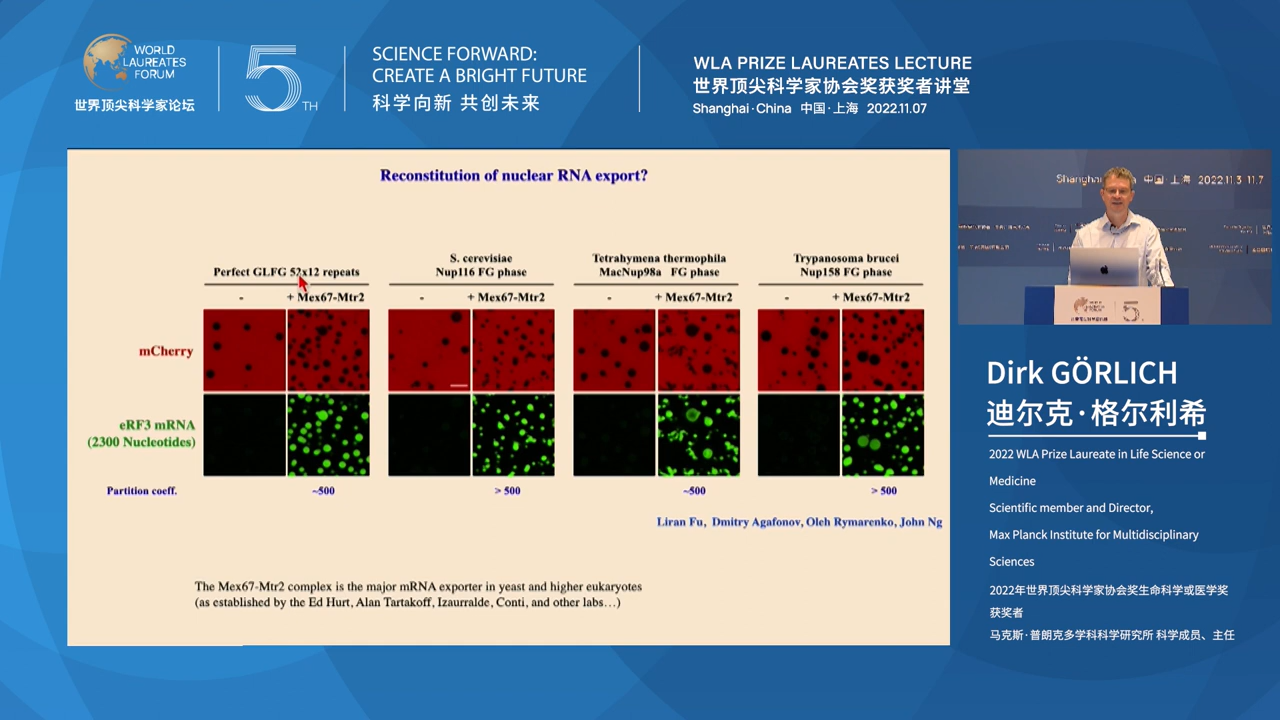 WORLD
LAUREATES
FORUM
世界顶尖科学家论坛
5TH
SCIENCE FORWARD:
CREATE A BRIGHT FUTURE
科学向新 共创未来
WLA PRIZE LAUREATES LECTURE
世界顶尖科学家协会奖获奖者讲堂
Shanghai·China 中国·上海 2022.11.07
Reconstitution of nuclear RNA export?
Perfect GLFG 52x12 repeats
- + Mex67-Mtr2
S. cerevisiae
Nup116 FG phase
- + Mex67-Mtr2
Tetrahymena thermophila
MacNup98a FG phase
- + Mex67-Mtr2
Trypanosoma brucei
Nup158 FG phase
- + Mex67-Mtr2
mCherry
eRF3 mRNA
(2300 Nucleotides)
Partition coeff. ~500 > 500 ~500 > 500
Liran Fu, Dmitry Agafonov, Oleh Rymarenko, John Ng
The Mex67-Mtr2 complex is the major mRNA exporter in yeast and higher eukaryotes
(as established by the Ed Hurt, Alan Tartakoff, Izaurralde, Conti, and other labs…)
Shanghai 中国·上海 2022.11.3 11.7
Dirk GÖRLICH
迪尔克·格尔利希
2022 WLA Prize Laureate in Life Science or
Medicine
Scientific member and Director,
Max Planck Institute for Multidisciplinary
Sciences
2022年世界顶尖科学家协会奖生命科学或医学奖
获奖者
马克斯·普朗克多学科科学研究所 科学成员、主任